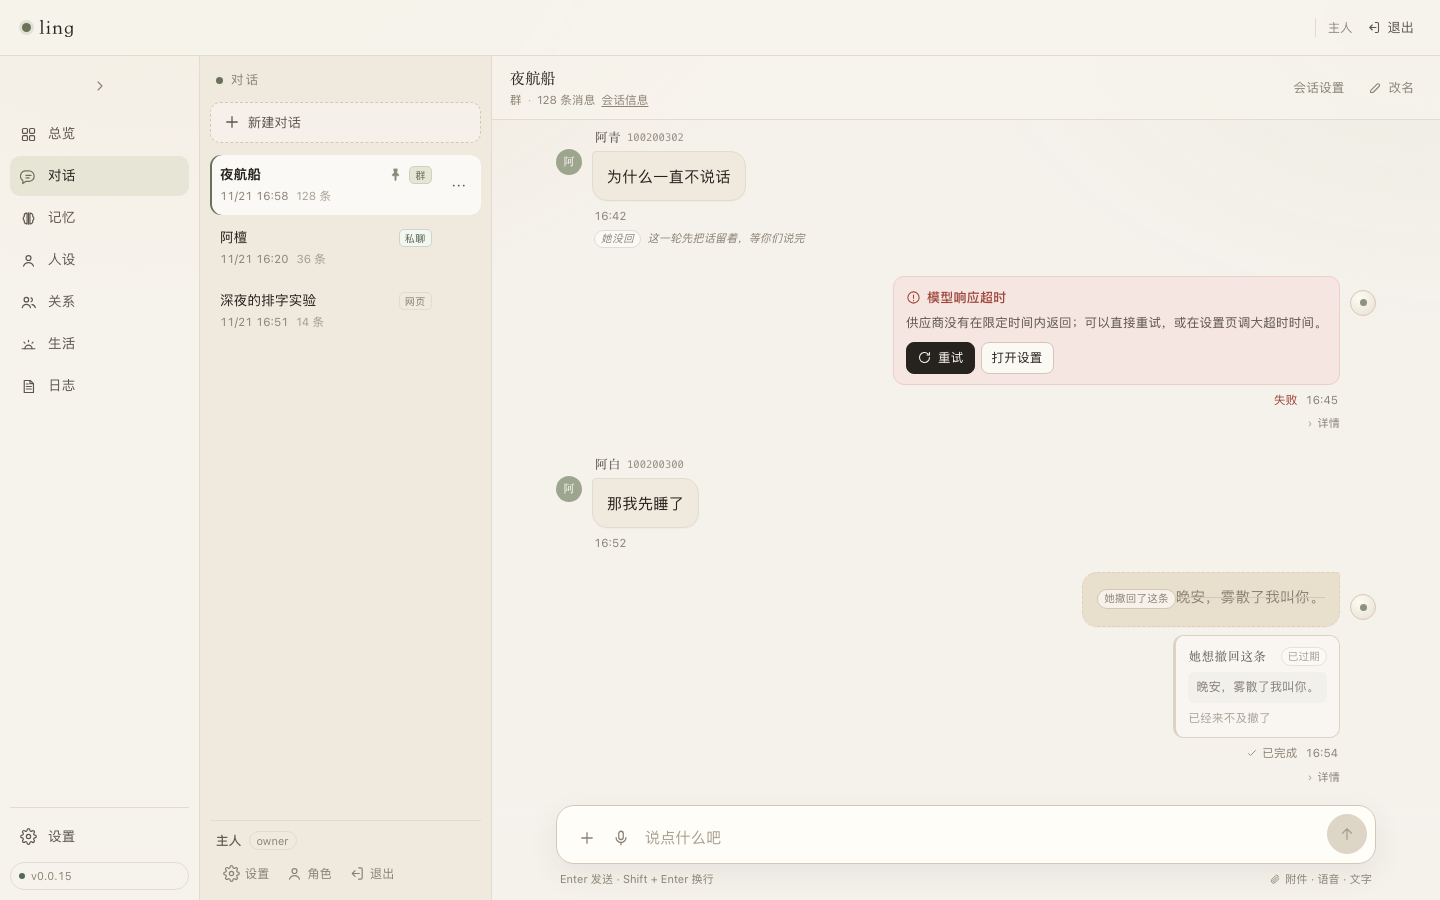 ling
主人 退出
总览
对话
记忆
人设
关系
生活
日志
设置
v0.0.15
对话
新建对话
夜航船 群 ...
11/21 16:58 128 条
阿檀 私聊
11/21 16:20 36 条
深夜的排字实验 网页
11/21 16:51 14 条
主人 owner
设置 角色 退出
夜航船
群 · 128 条消息 会话信息
会话设置 改名
阿青 100200302
阿 为什么一直不说话
16:42
她没回 这一轮先把话留着，等你们说完
模型响应超时
供应商没有在限定时间内返回；可以直接重试，或在设置页调大超时时间。
重试 打开设置
失败 16:45
› 详情
阿白 100200300
阿 那我先睡了
16:52
她撤回了这条 晚安，雾散了我叫你。
她想撤回这条 已过期
晚安，雾散了我叫你。
已经来不及撤了
已完成 16:54
› 详情
说点什么吧
Enter 发送 · Shift + Enter 换行
附件 · 语音 · 文字